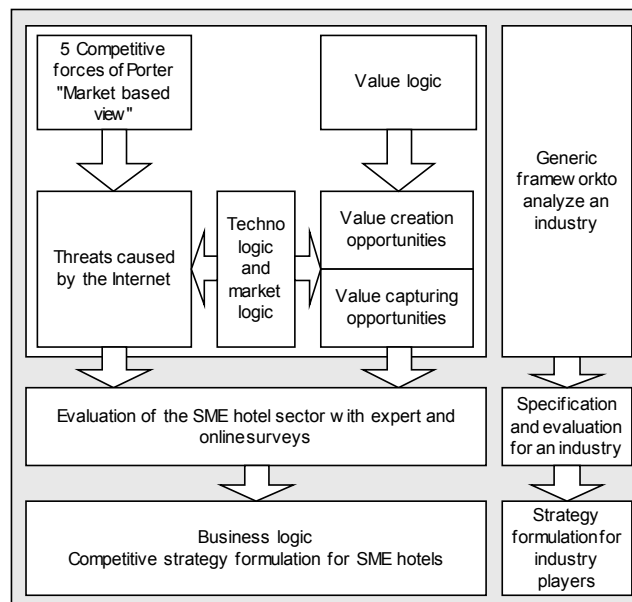 5 Competitive
forces of Porter
"Market based
view"
Value logic
Generic
framew orkto
analyze an
industry
Threats caused
by the Internet
Techno
logic
and
market
logic
Value creation
opportunities
Value capturing
opportunities
Evaluation of the SME hotel sector with expert and
onlinesurveys
Specification
and evaluation
for an industry
Business logic
Competitive strategy formulation for SME hotels
Strategy
formulationfor
industry
players